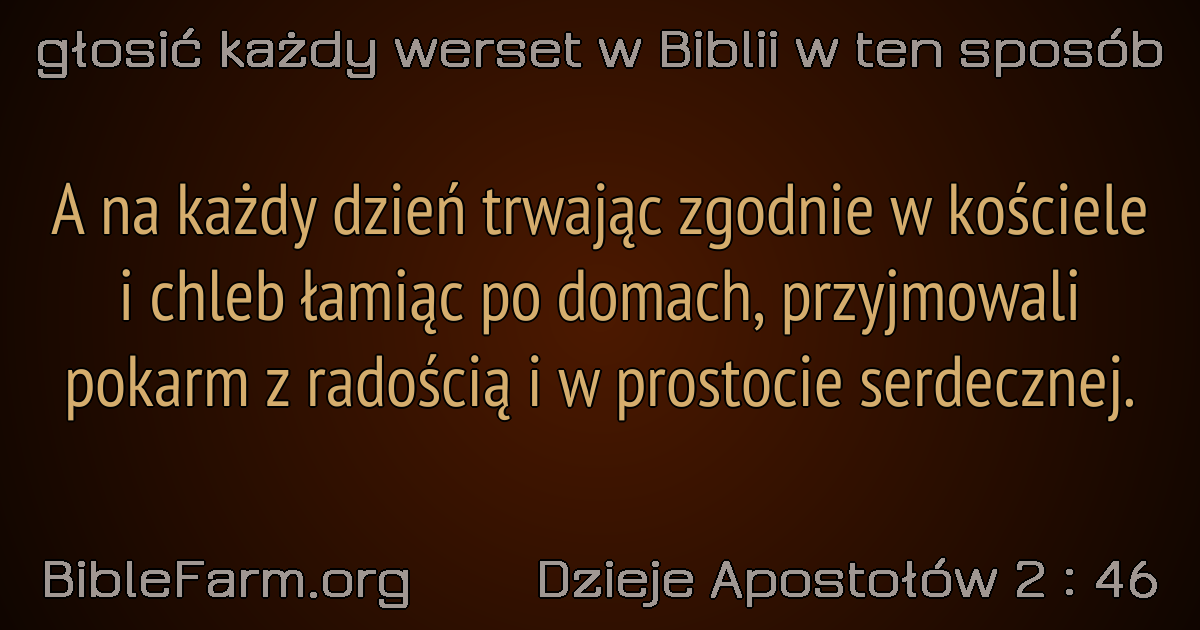 głosić każdy werset w Biblii w ten sposób
A na każdy dzień trwając zgodnie w kościele
i chleb łamiąc po domach, przyjmowali
pokarm z radością i w prostocie serdecznej.
BibleFarm.org
Dzieje Apostołów 2 : 46